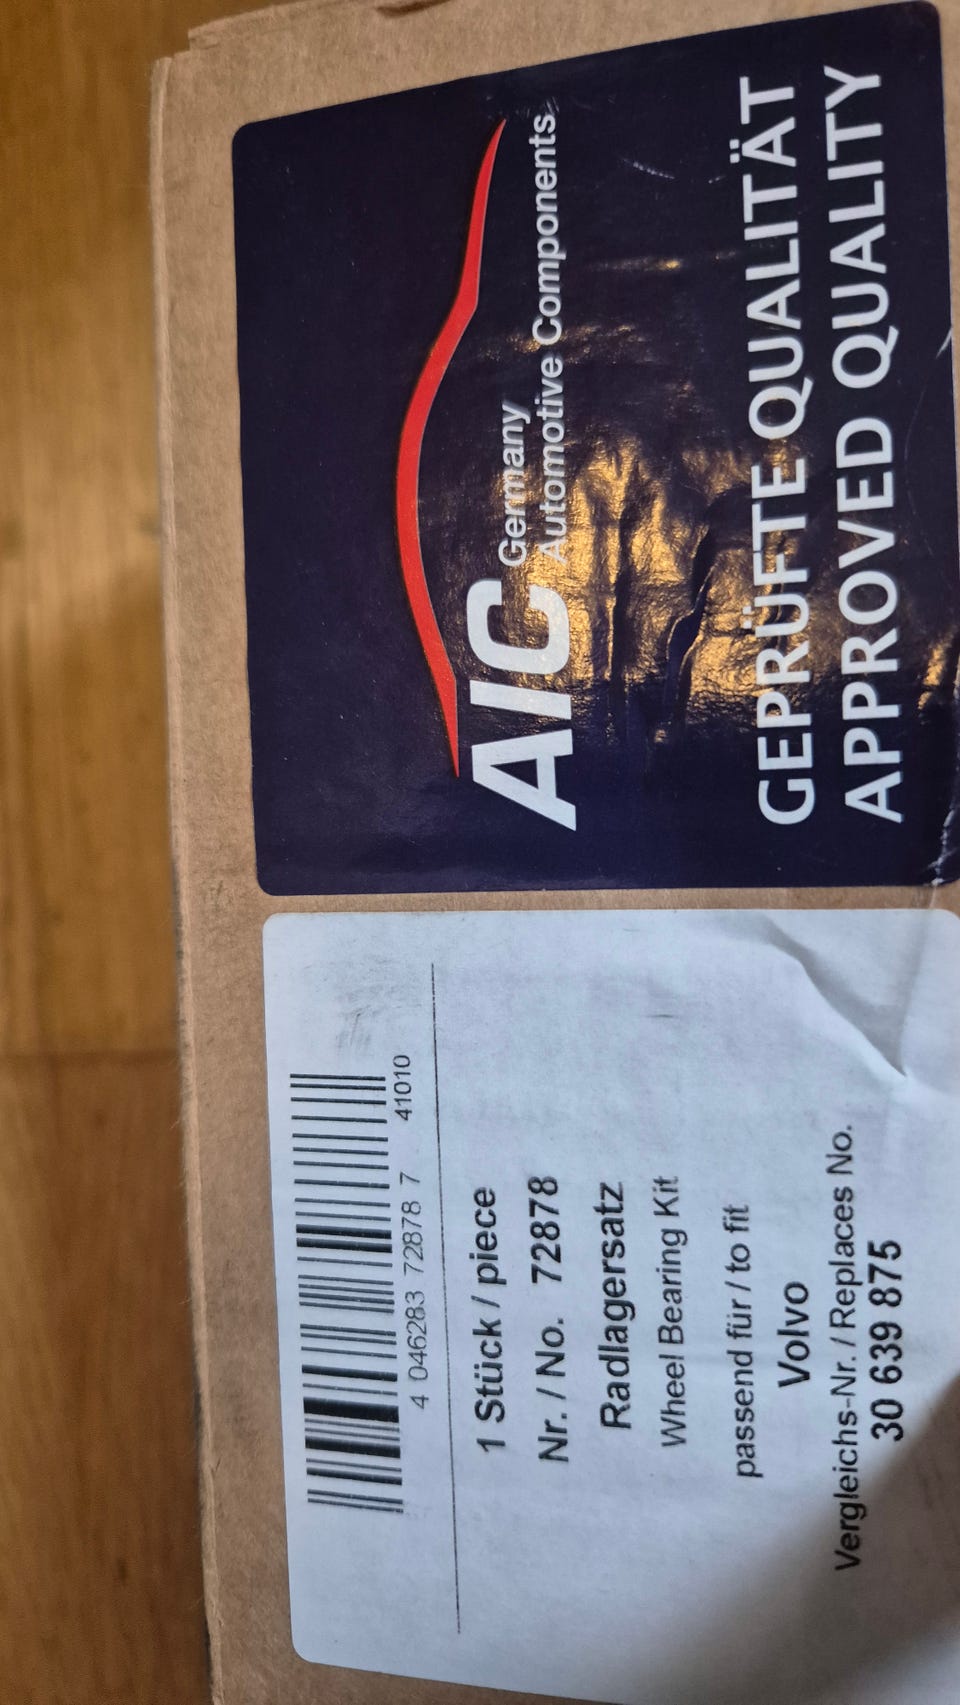 AIC Germany
Automotive Components
GEPRÜFTE QUALITÄT
APPROVED QUALITY
4 046283 72878 7
41010
1 Stück / piece
Nr. / No. 72878
Radlagersatz
Wheel Bearing Kit
passend für / to fit
Volvo
Vergleichs-Nr. / Replaces No.
30 639 875